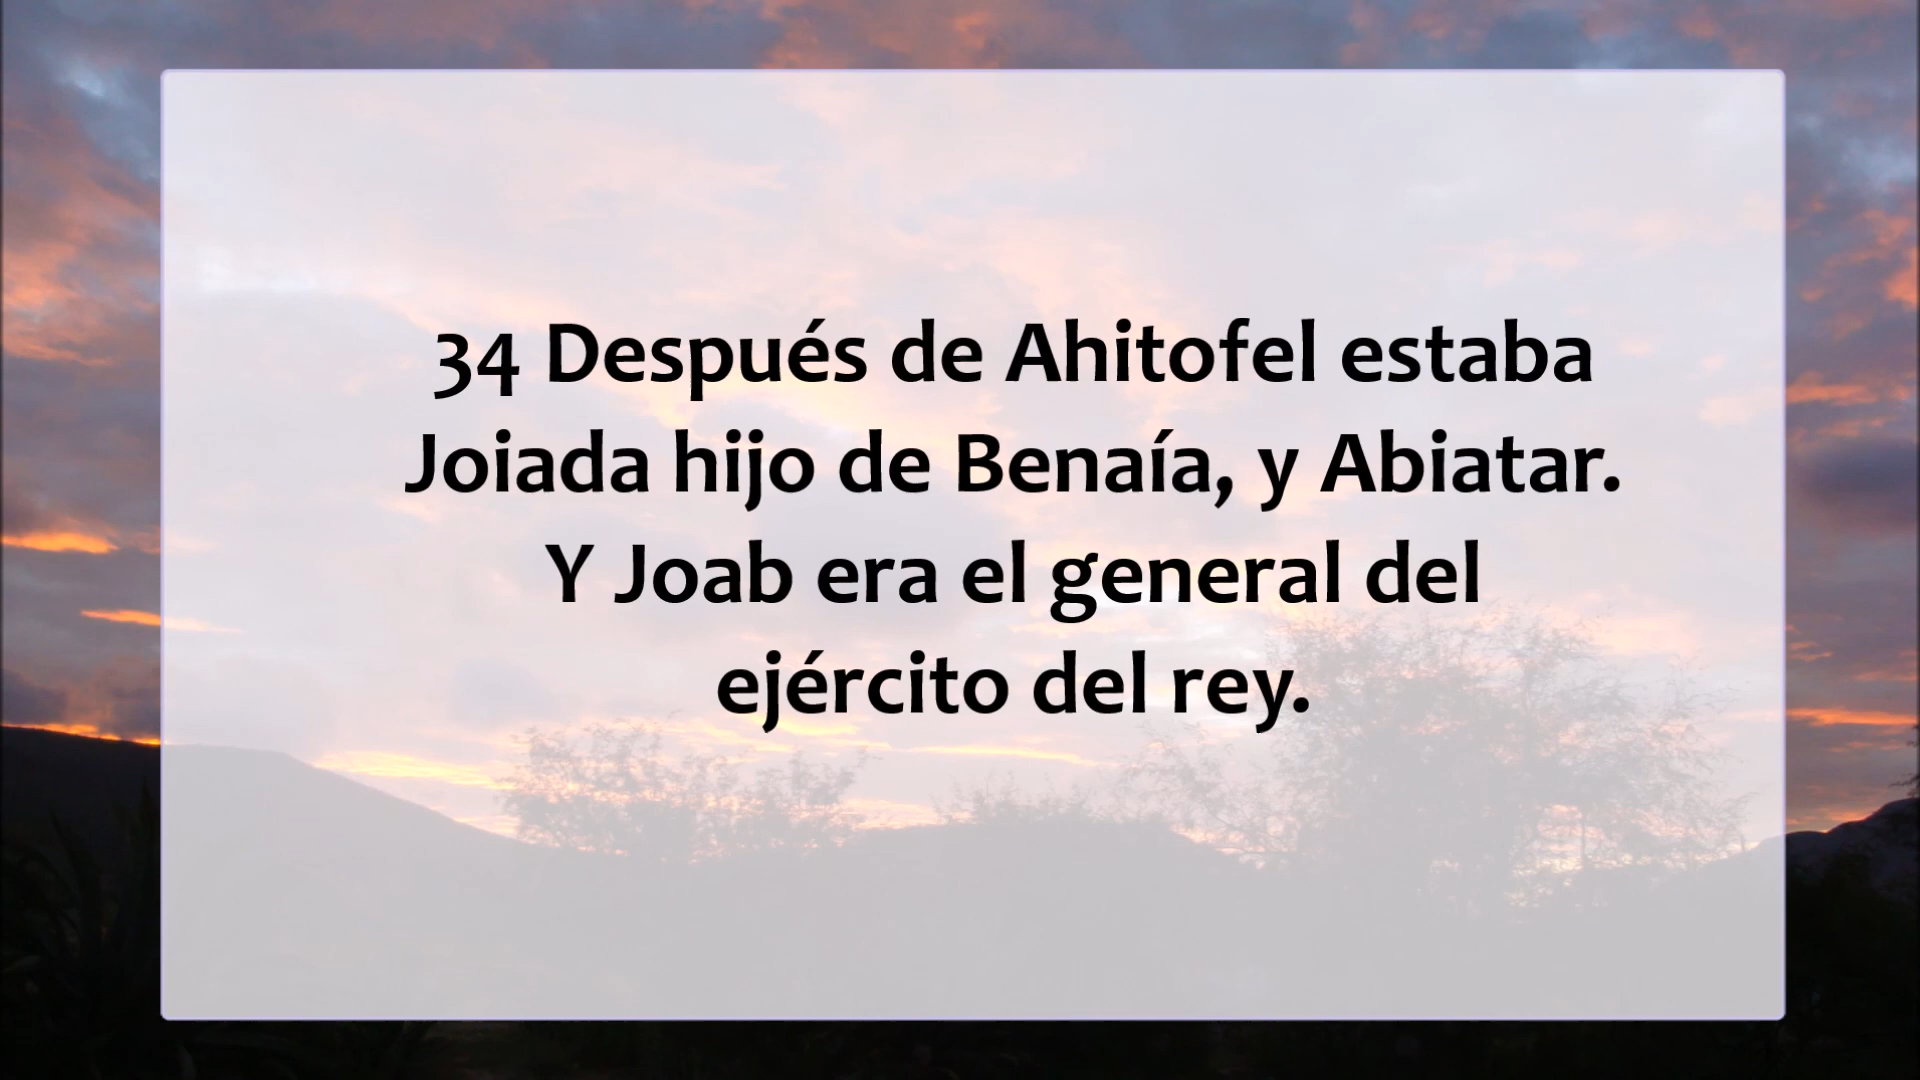 34 Después de Ahitofel estaba
Joiada hijo de Benaía, y Abiatar.
Y Joab era el general del
ejército del rey.